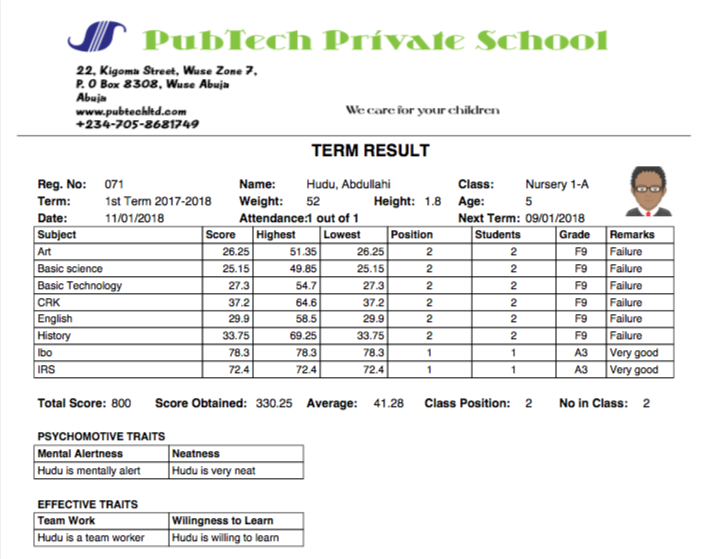 PubTech Private School
22, Kigoma Street, Wuse Zone 7,
P. O Box 8308, Wuse Abuja
Abuja
www.pubtechltd.com
+234-705-8681749
We care for your children
TERM RESULT
Reg. No: 071 Name: Hudu, Abdullahi Class: Nursery 1-A
Term: 1st Term 2017-2018 Weight: 52 Height: 1.8 Age: 5
Date: 11/01/2018 Attendance:1 out of 1 Next Term: 09/01/2018
Subject Score Highest Lowest Position Students Grade Remarks
Art 26.25 51.35 26.25 2 2 F9 Failure
Basic science 25.15 49.85 25.15 2 2 F9 Failure
Basic Technology 27.3 54.7 27.3 2 2 F9 Failure
CRK 37.2 64.6 37.2 2 2 F9 Failure
English 29.9 58.5 29.9 2 2 F9 Failure
History 33.75 69.25 33.75 2 2 F9 Failure
Ibo 78.3 78.3 78.3 1 1 A3 Very good
IRS 72.4 72.4 72.4 1 1 A3 Very good
Total Score: 800 Score Obtained: 330.25 Average: 41.28 Class Position: 2 No in Class: 2
PSYCHOMOTIVE TRAITS
Mental Alertness Neatness
Hudu is mentally alert Hudu is very neat
EFFECTIVE TRAITS
Team Work Wilingness to Learn
Hudu is a team worker Hudu is willing to learn